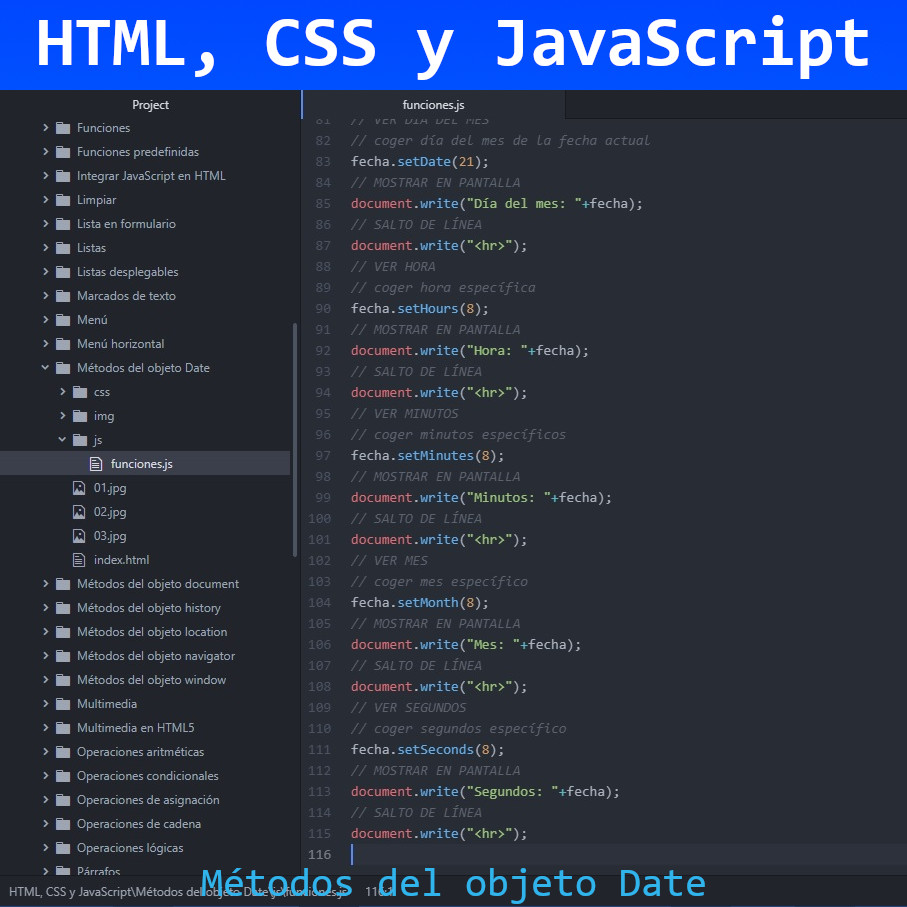 HTML, CSS y JavaScript
Project
Funciones
Funciones predefinidas
Integrar JavaScript en HTML
Limpiar
Lista en formulario
Listas
Listas desplegables
Marcados de texto
Menú
Menú horizontal
Métodos del objeto Date
css
img
js
funciones.js
01.jpg
02.jpg
03.jpg
index.html
Métodos del objeto document
Métodos del objeto history
Métodos del objeto location
Métodos del objeto navigator
Métodos del objeto window
Multimedia
Multimedia en HTML5
Operaciones aritméticas
Operaciones condicionales
Operaciones de asignación
Operaciones de cadena
Operaciones lógicas
Párrafos
funciones.js
81 // VER DÍA DEL MES
82 // coger día del mes de la fecha actual
83 fecha.setDate(21);
84 // MOSTRAR EN PANTALLA
85 document.write("Día del mes: "+fecha);
86 // SALTO DE LÍNEA
87 document.write("<hr>");
88 // VER HORA
89 // coger hora específica
90 fecha.setHours(8);
91 // MOSTRAR EN PANTALLA
92 document.write("Hora: "+fecha);
93 // SALTO DE LÍNEA
94 document.write("<hr>");
95 // VER MINUTOS
96 // coger minutos específicos
97 fecha.setMinutes(8);
98 // MOSTRAR EN PANTALLA
99 document.write("Minutos: "+fecha);
100 // SALTO DE LÍNEA
101 document.write("<hr>");
102 // VER MES
103 // coger mes específico
104 fecha.setMonth(8);
105 // MOSTRAR EN PANTALLA
106 document.write("Mes: "+fecha);
107 // SALTO DE LÍNEA
108 document.write("<hr>");
109 // VER SEGUNDOS
110 // coger segundos específico
111 fecha.setSeconds(8);
112 // MOSTRAR EN PANTALLA
113 document.write("Segundos: "+fecha);
114 // SALTO DE LÍNEA
115 document.write("<hr>");
116
HTML, CSS y JavaScript\Métodos del objeto Date\js\funciones.js 116:1
Métodos del objeto Date